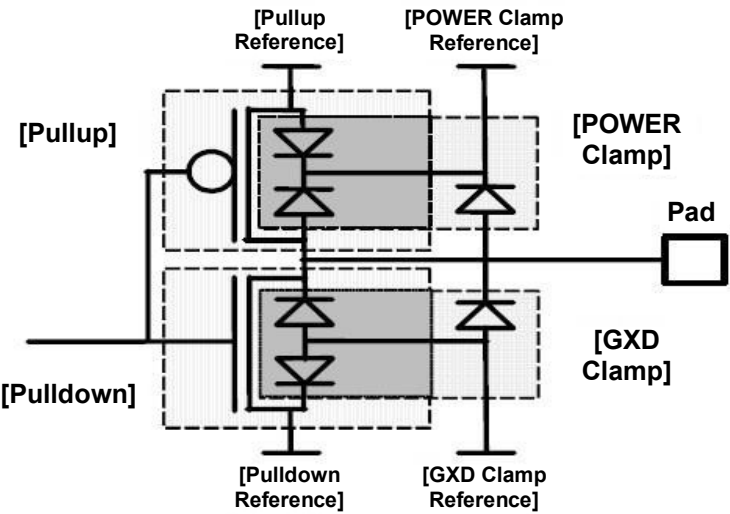 [Pullup
Reference]
[POWER Clamp
Reference]
[Pullup]
[POWER
Clamp]
Pad
[GXD
Clamp]
[Pulldown]
[Pulldown
Reference]
[GXD Clamp
Reference]